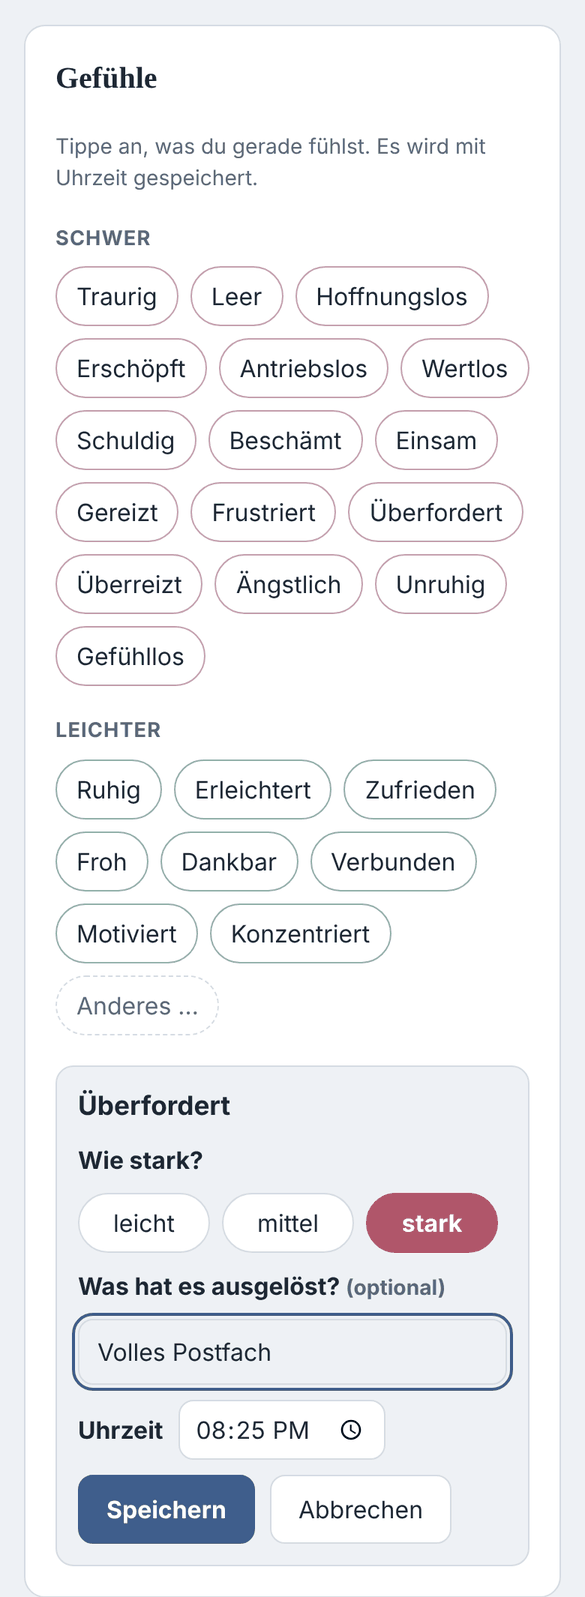 Gefühle
Tippe an, was du gerade fühlst. Es wird mit
Uhrzeit gespeichert.
SCHWER
Traurig Leer Hoffnungslos
Erschöpft Antriebslos Wertlos
Schuldig Beschämt Einsam
Gereizt Frustriert Überfordert
Überreizt Ängstlich Unruhig
Gefühllos
LEICHTER
Ruhig Erleichtert Zufrieden
Froh Dankbar Verbunden
Motiviert Konzentriert
Anderes ...
Überfordert
Wie stark?
leicht mittel stark
Was hat es ausgelöst? (optional)
Volles Postfach
Uhrzeit 08:25 PM
Speichern Abbrechen